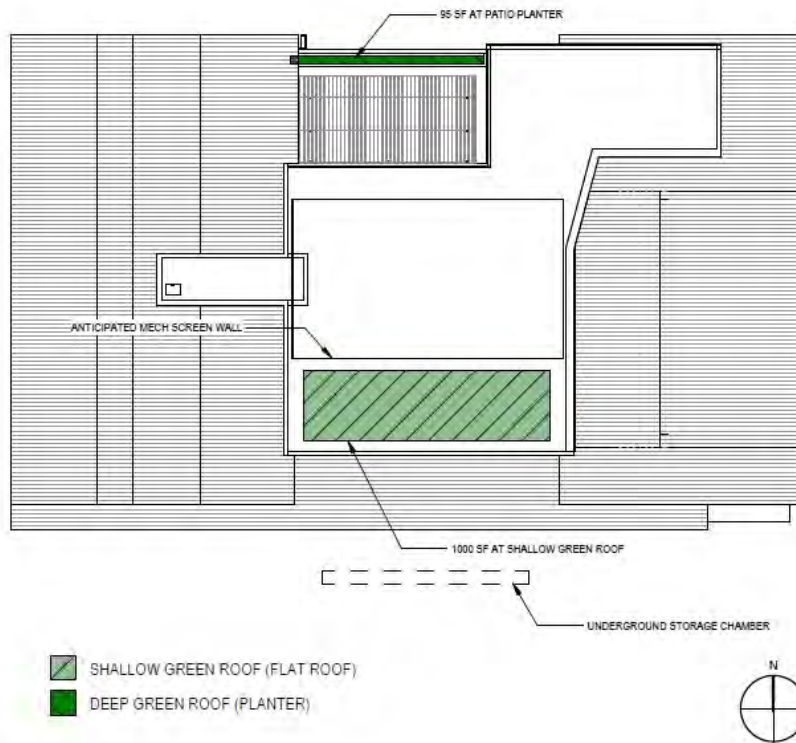 95 SF AT PATIO PLANTER
ANTICIPATED MECH SCREEN WALL
1000 SF AT SHALLOW GREEN ROOF
UNDERGROUND STORAGE CHAMBER
SHALLOW GREEN ROOF (FLAT ROOF)
DEEP GREEN ROOF (PLANTER)
N